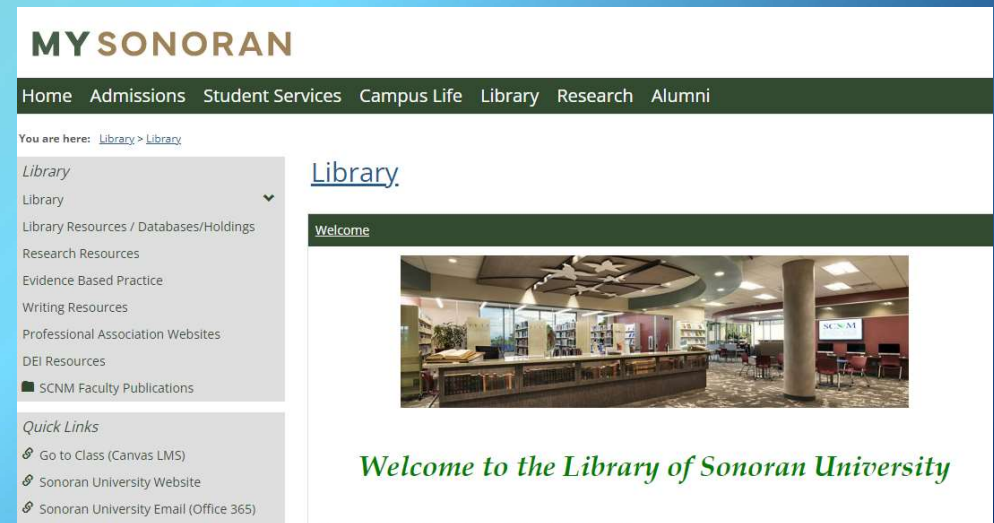 MY SONORAN
Home Admissions Student Services Campus Life Library Research Alumni
You are here: Library > Library
Library
Library
Library Resources / Databases/Holdings
Research Resources
Evidence Based Practice
Writing Resources
Professional Association Websites
DEI Resources
SCNM Faculty Publications
Quick Links
Go to Class (Canvas LMS)
Sonoran University Website
Sonoran University Email (Office 365)
Library
Welcome
SCNM
Welcome to the Library of Sonoran University